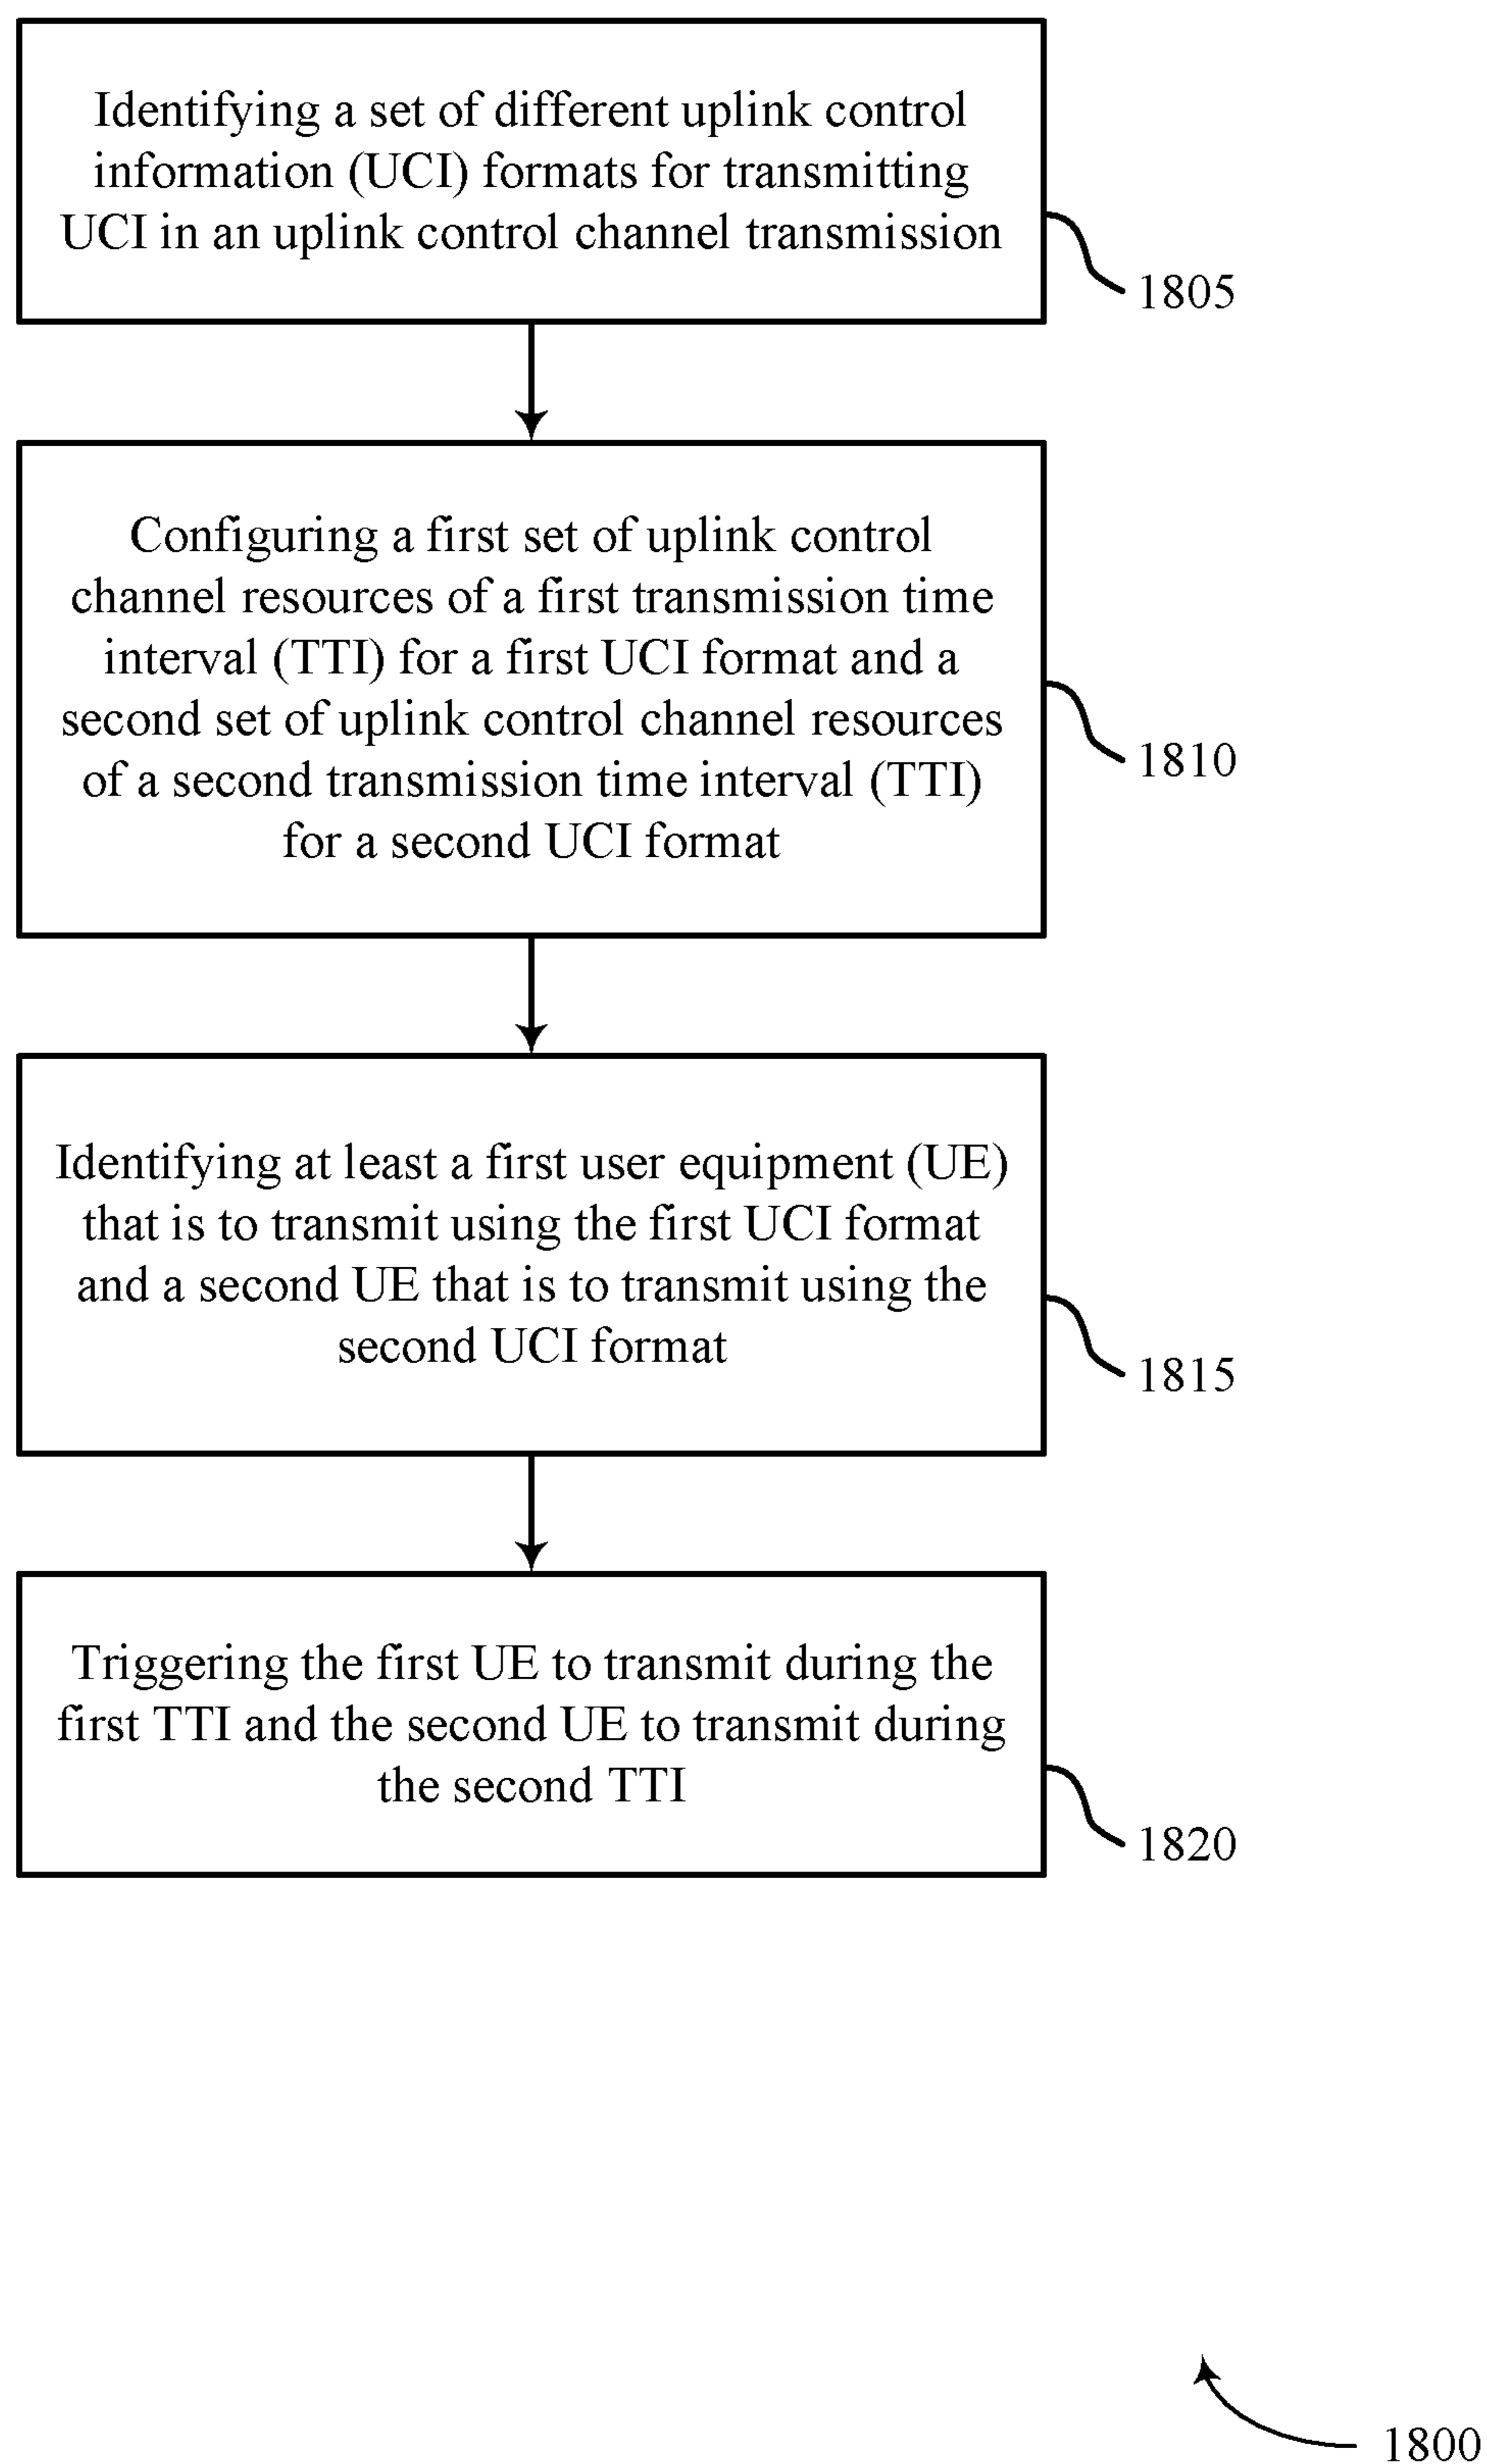 Identifying a set of different uplink control
information (UCI) formats for transmitting
UCI in an uplink control channel transmission
1805
Configuring a first set of uplink control
channel resources of a first transmission time
interval (TTI) for a first UCI format and a
second set of uplink control channel resources
of a second transmission time interval (TTI)
for a second UCI format
1810
Identifying at least a first user equipment (UE)
that is to transmit using the first UCI format
and a second UE that is to transmit using the
second UCI format
1815
Triggering the first UE to transmit during the
first TTI and the second UE to transmit during
the second TTI
1820
1800